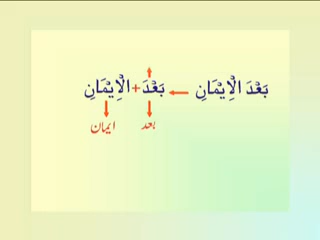 بَعْدَ الْاِيْمَانِ ← بَعْدَ + الْاِيْمَانِ
بعد ایمان